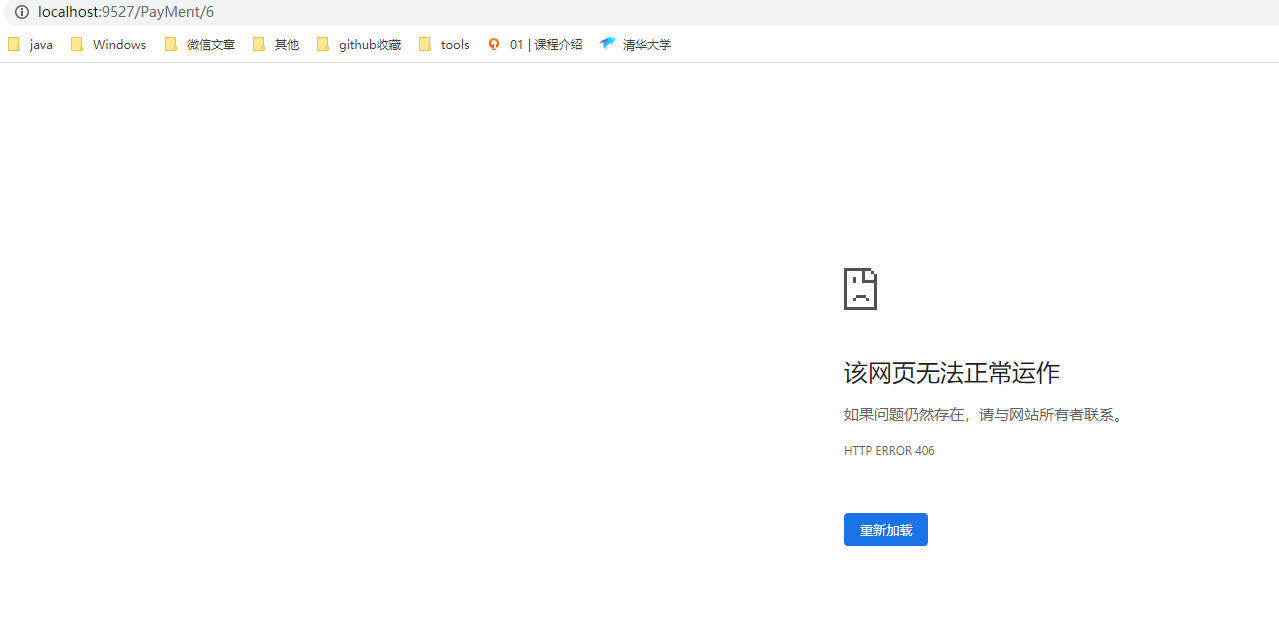 localhost:9527/PayMent/6
java Windows 微信文章 其他 github收藏 tools 01 | 课程介绍 清华大学
该网页无法正常运作
如果问题仍然存在，请与网站所有者联系。
HTTP ERROR 406
重新加载